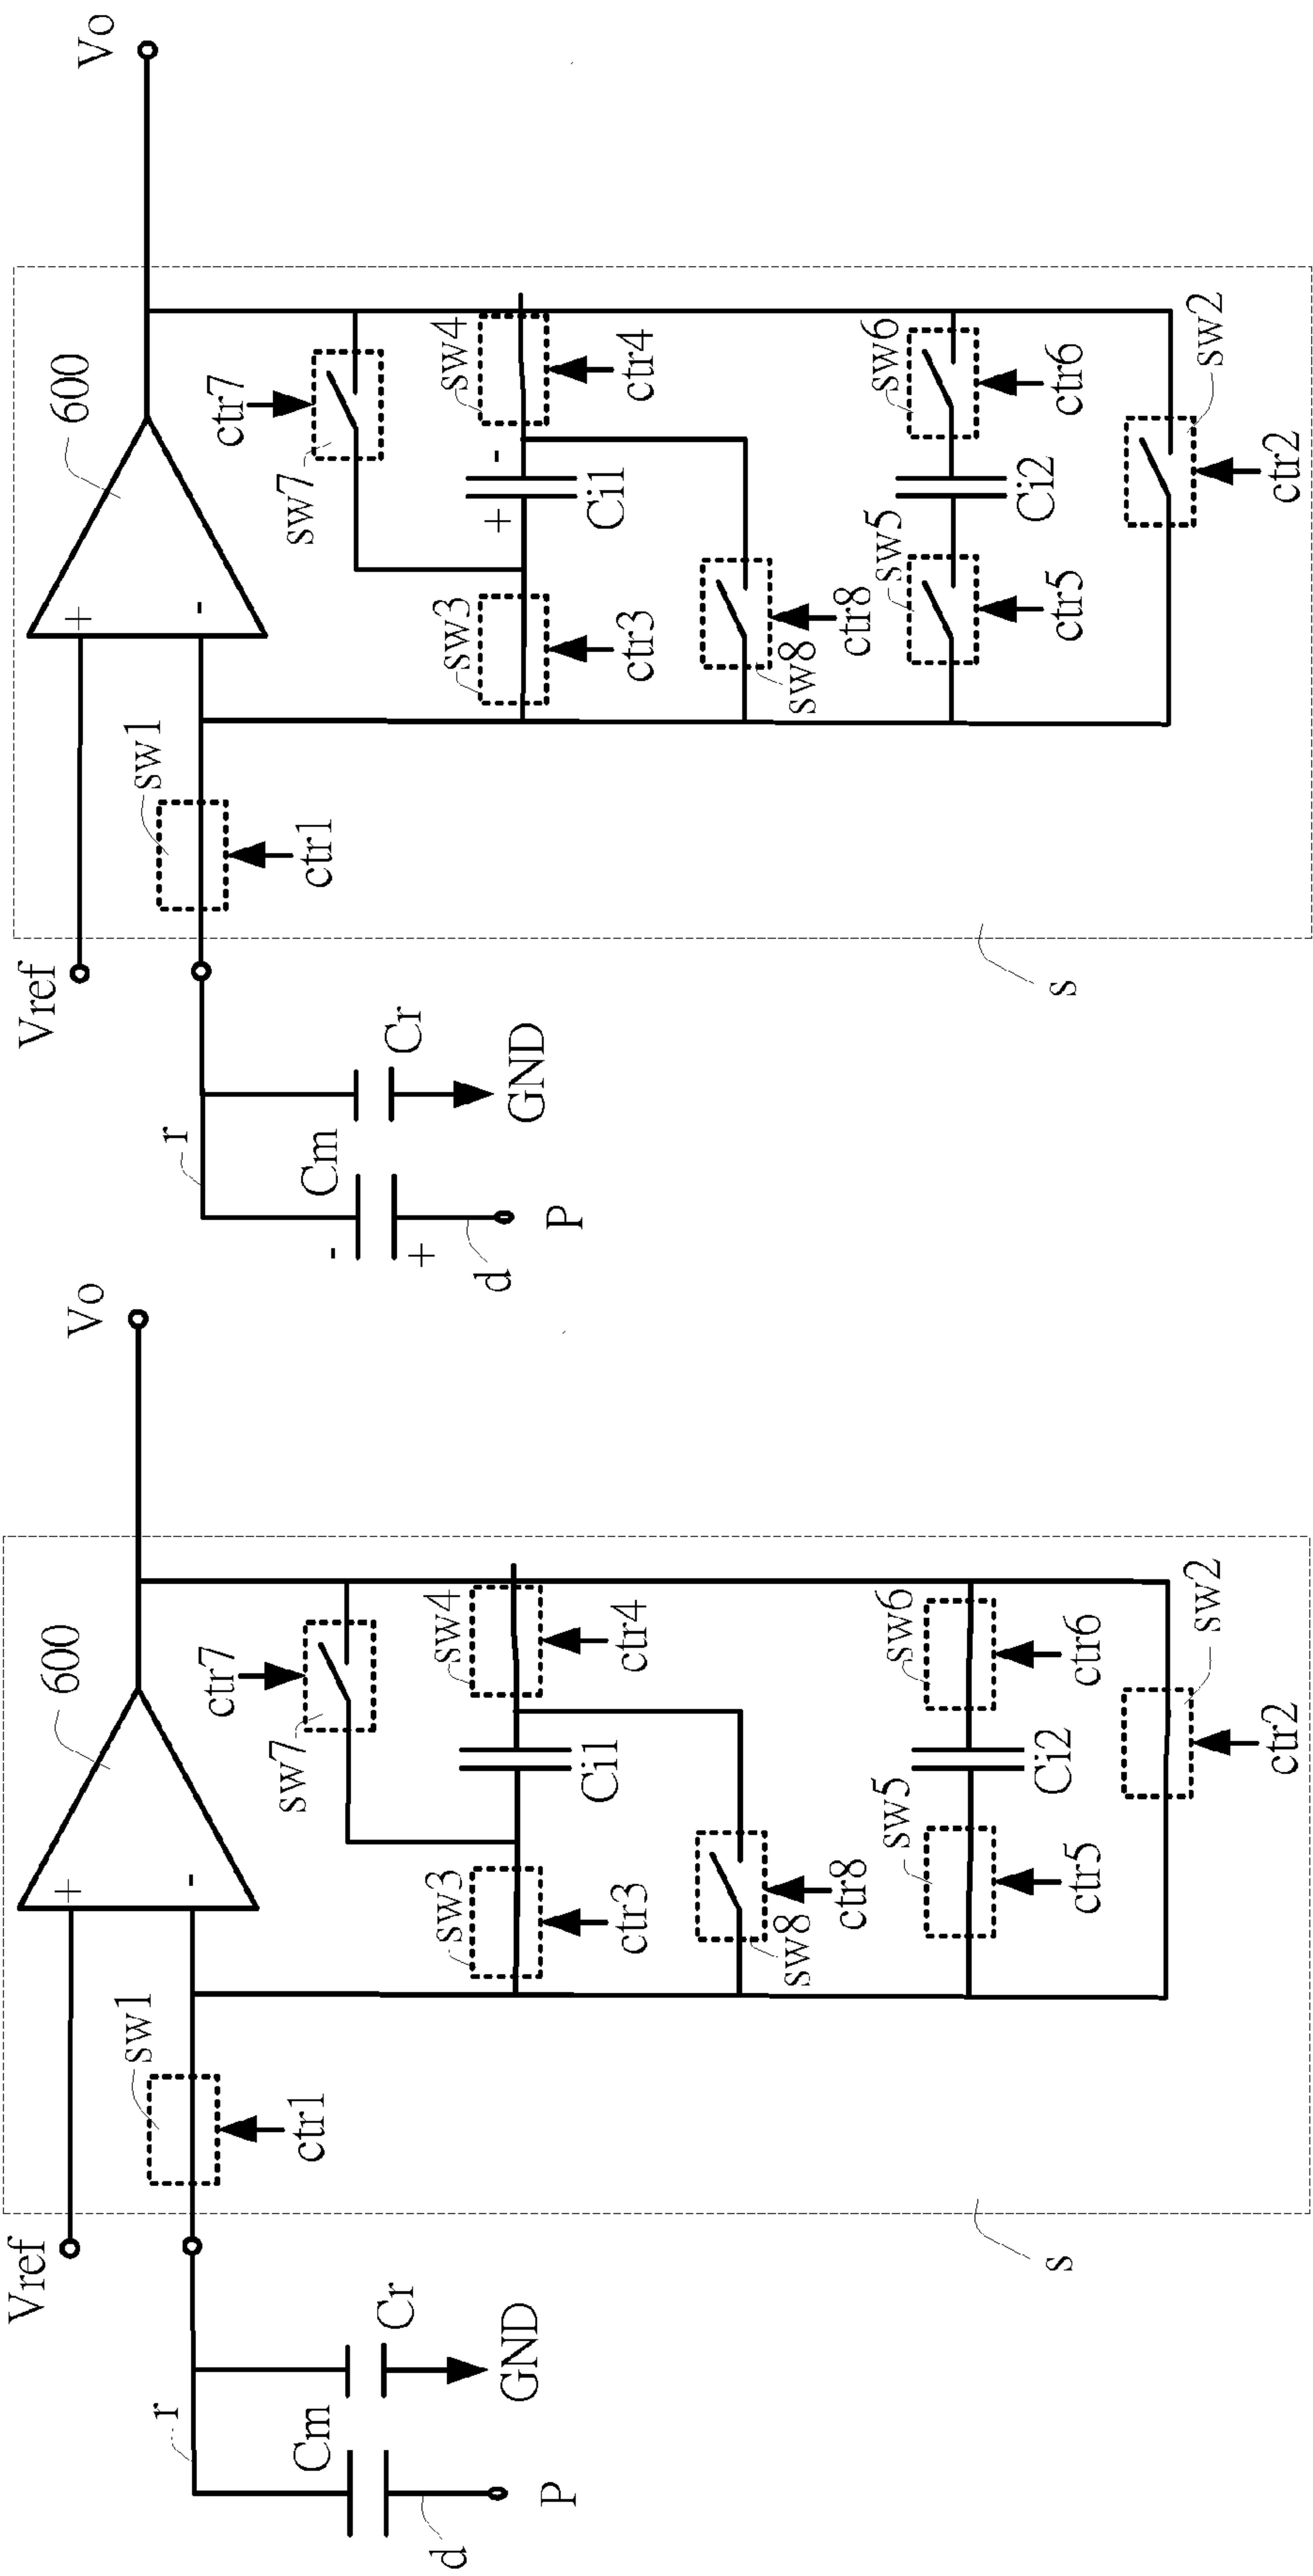 Vref
+
-
600
Vo
sw1
ctr1
r
Cm
Cr
GND
d
P
ctr7
sw7
sw3
ctr3
Ci1
sw4
ctr4
sw8
ctr8
sw5
ctr5
Ci2
sw6
ctr6
sw2
ctr2
s
Vref
+
-
600
Vo
sw1
ctr1
r
-
Cm
+
Cr
GND
d
P
ctr7
sw7
sw3
ctr3
+
-
Ci1
sw4
ctr4
sw8
ctr8
sw5
ctr5
Ci2
sw6
ctr6
sw2
ctr2
s